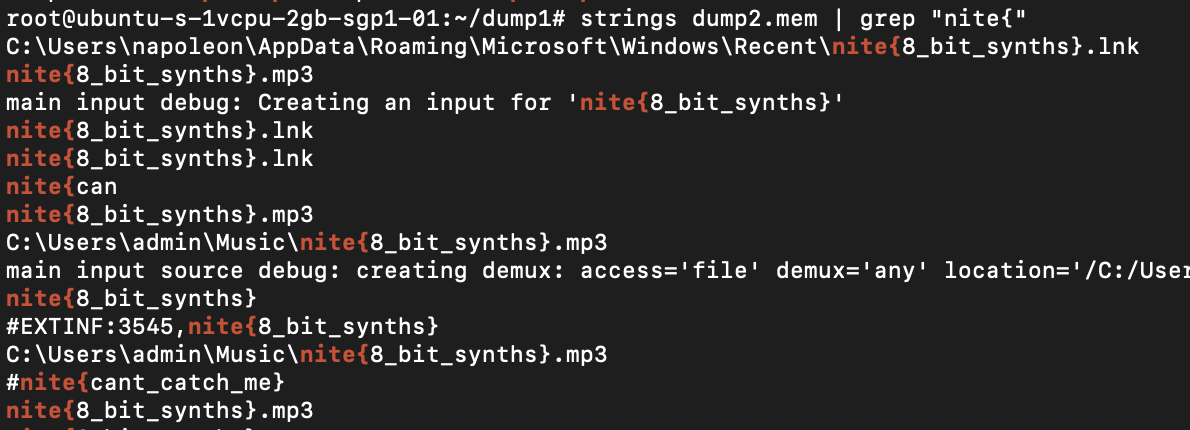 root@ubuntu-s-1vcpu-2gb-sgp1-01:~/dump1# strings dump2.mem | grep "nite{"
C:\Users\napoleon\AppData\Roaming\Microsoft\Windows\Recent\nite{8_bit_synths}.lnk
nite{8_bit_synths}.mp3
main input debug: Creating an input for 'nite{8_bit_synths}'
nite{8_bit_synths}.lnk
nite{8_bit_synths}.lnk
nite{can
nite{8_bit_synths}.mp3
C:\Users\admin\Music\nite{8_bit_synths}.mp3
main input source debug: creating demux: access='file' demux='any' location='/C:/User
nite{8_bit_synths}
#EXTINF:3545,nite{8_bit_synths}
C:\Users\admin\Music\nite{8_bit_synths}.mp3
#nite{cant_catch_me}
nite{8_bit_synths}.mp3